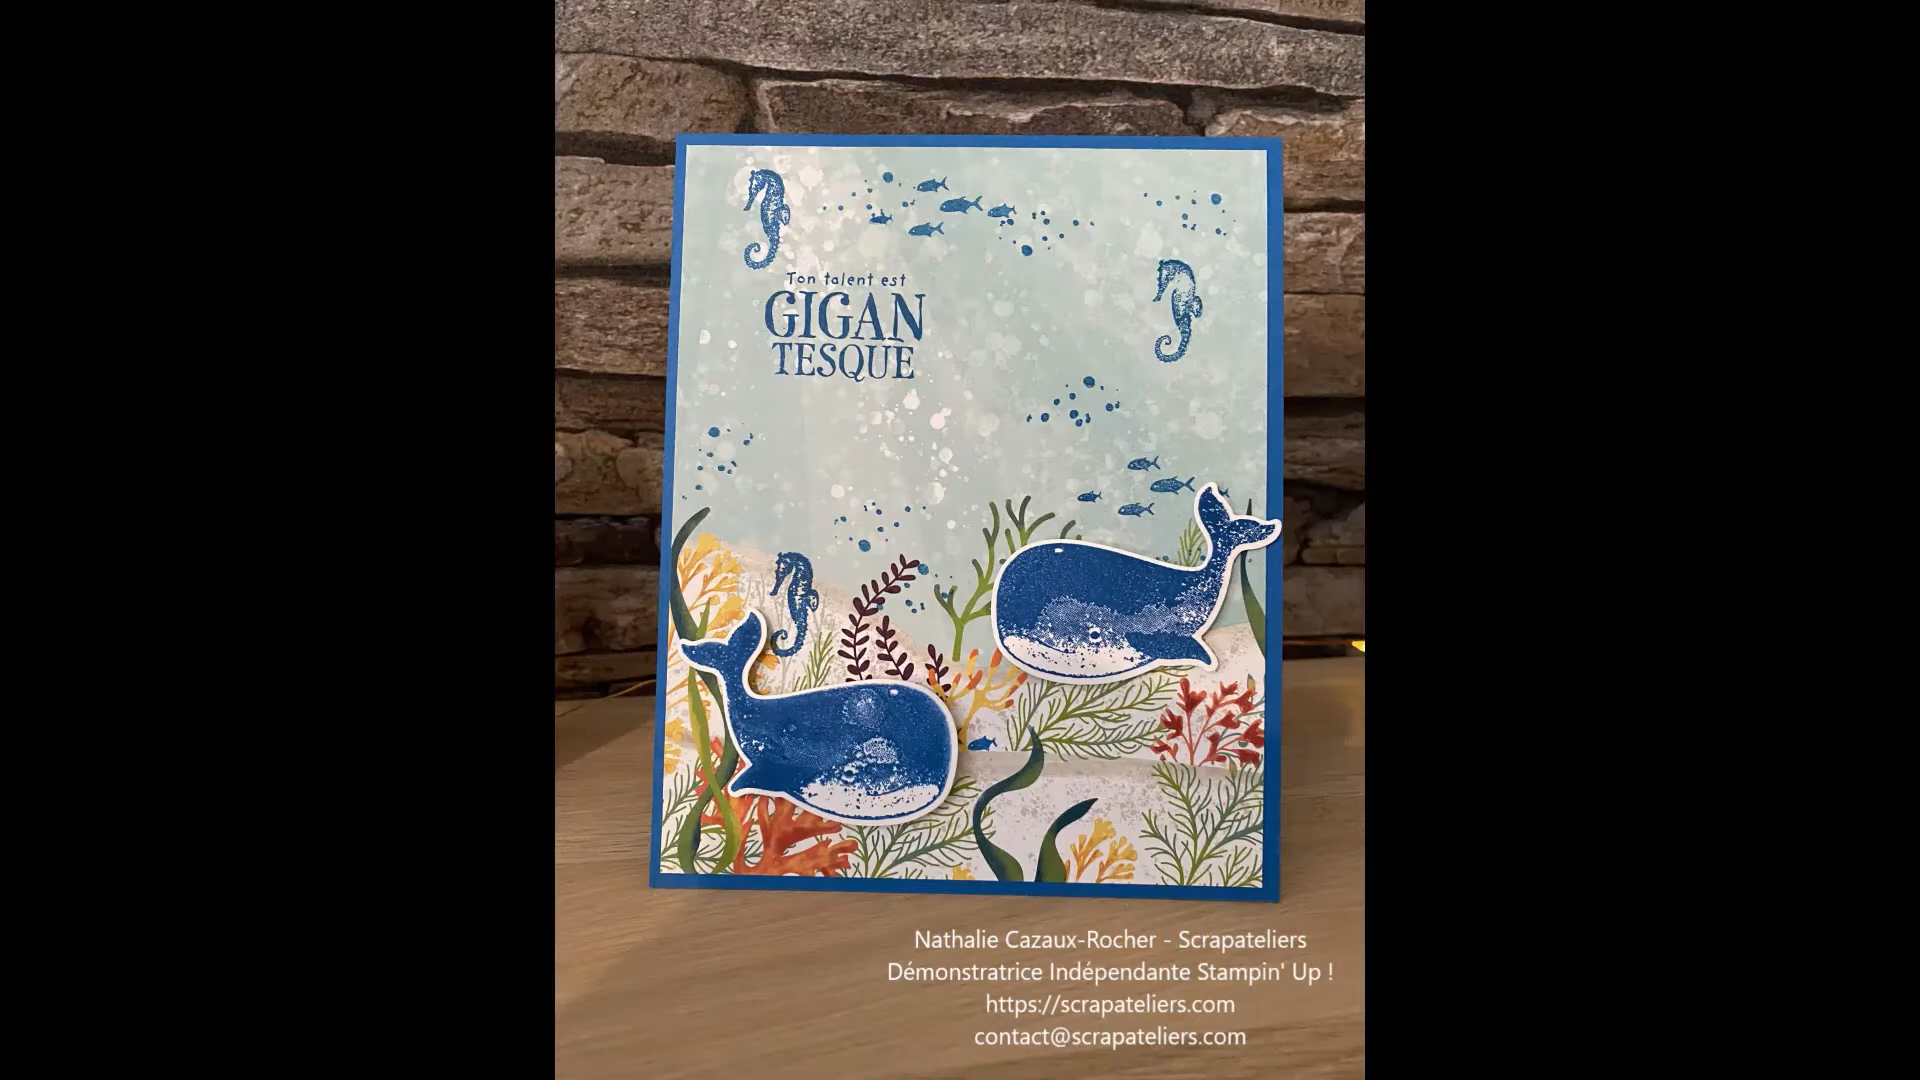 Ton talent est
GIGAN
TESQUE
Nathalie Cazaux-Rocher - Scrapateliers
Démonstratrice Indépendante Stampin' Up !
https://scrapateliers.com
contact@scrapateliers.com